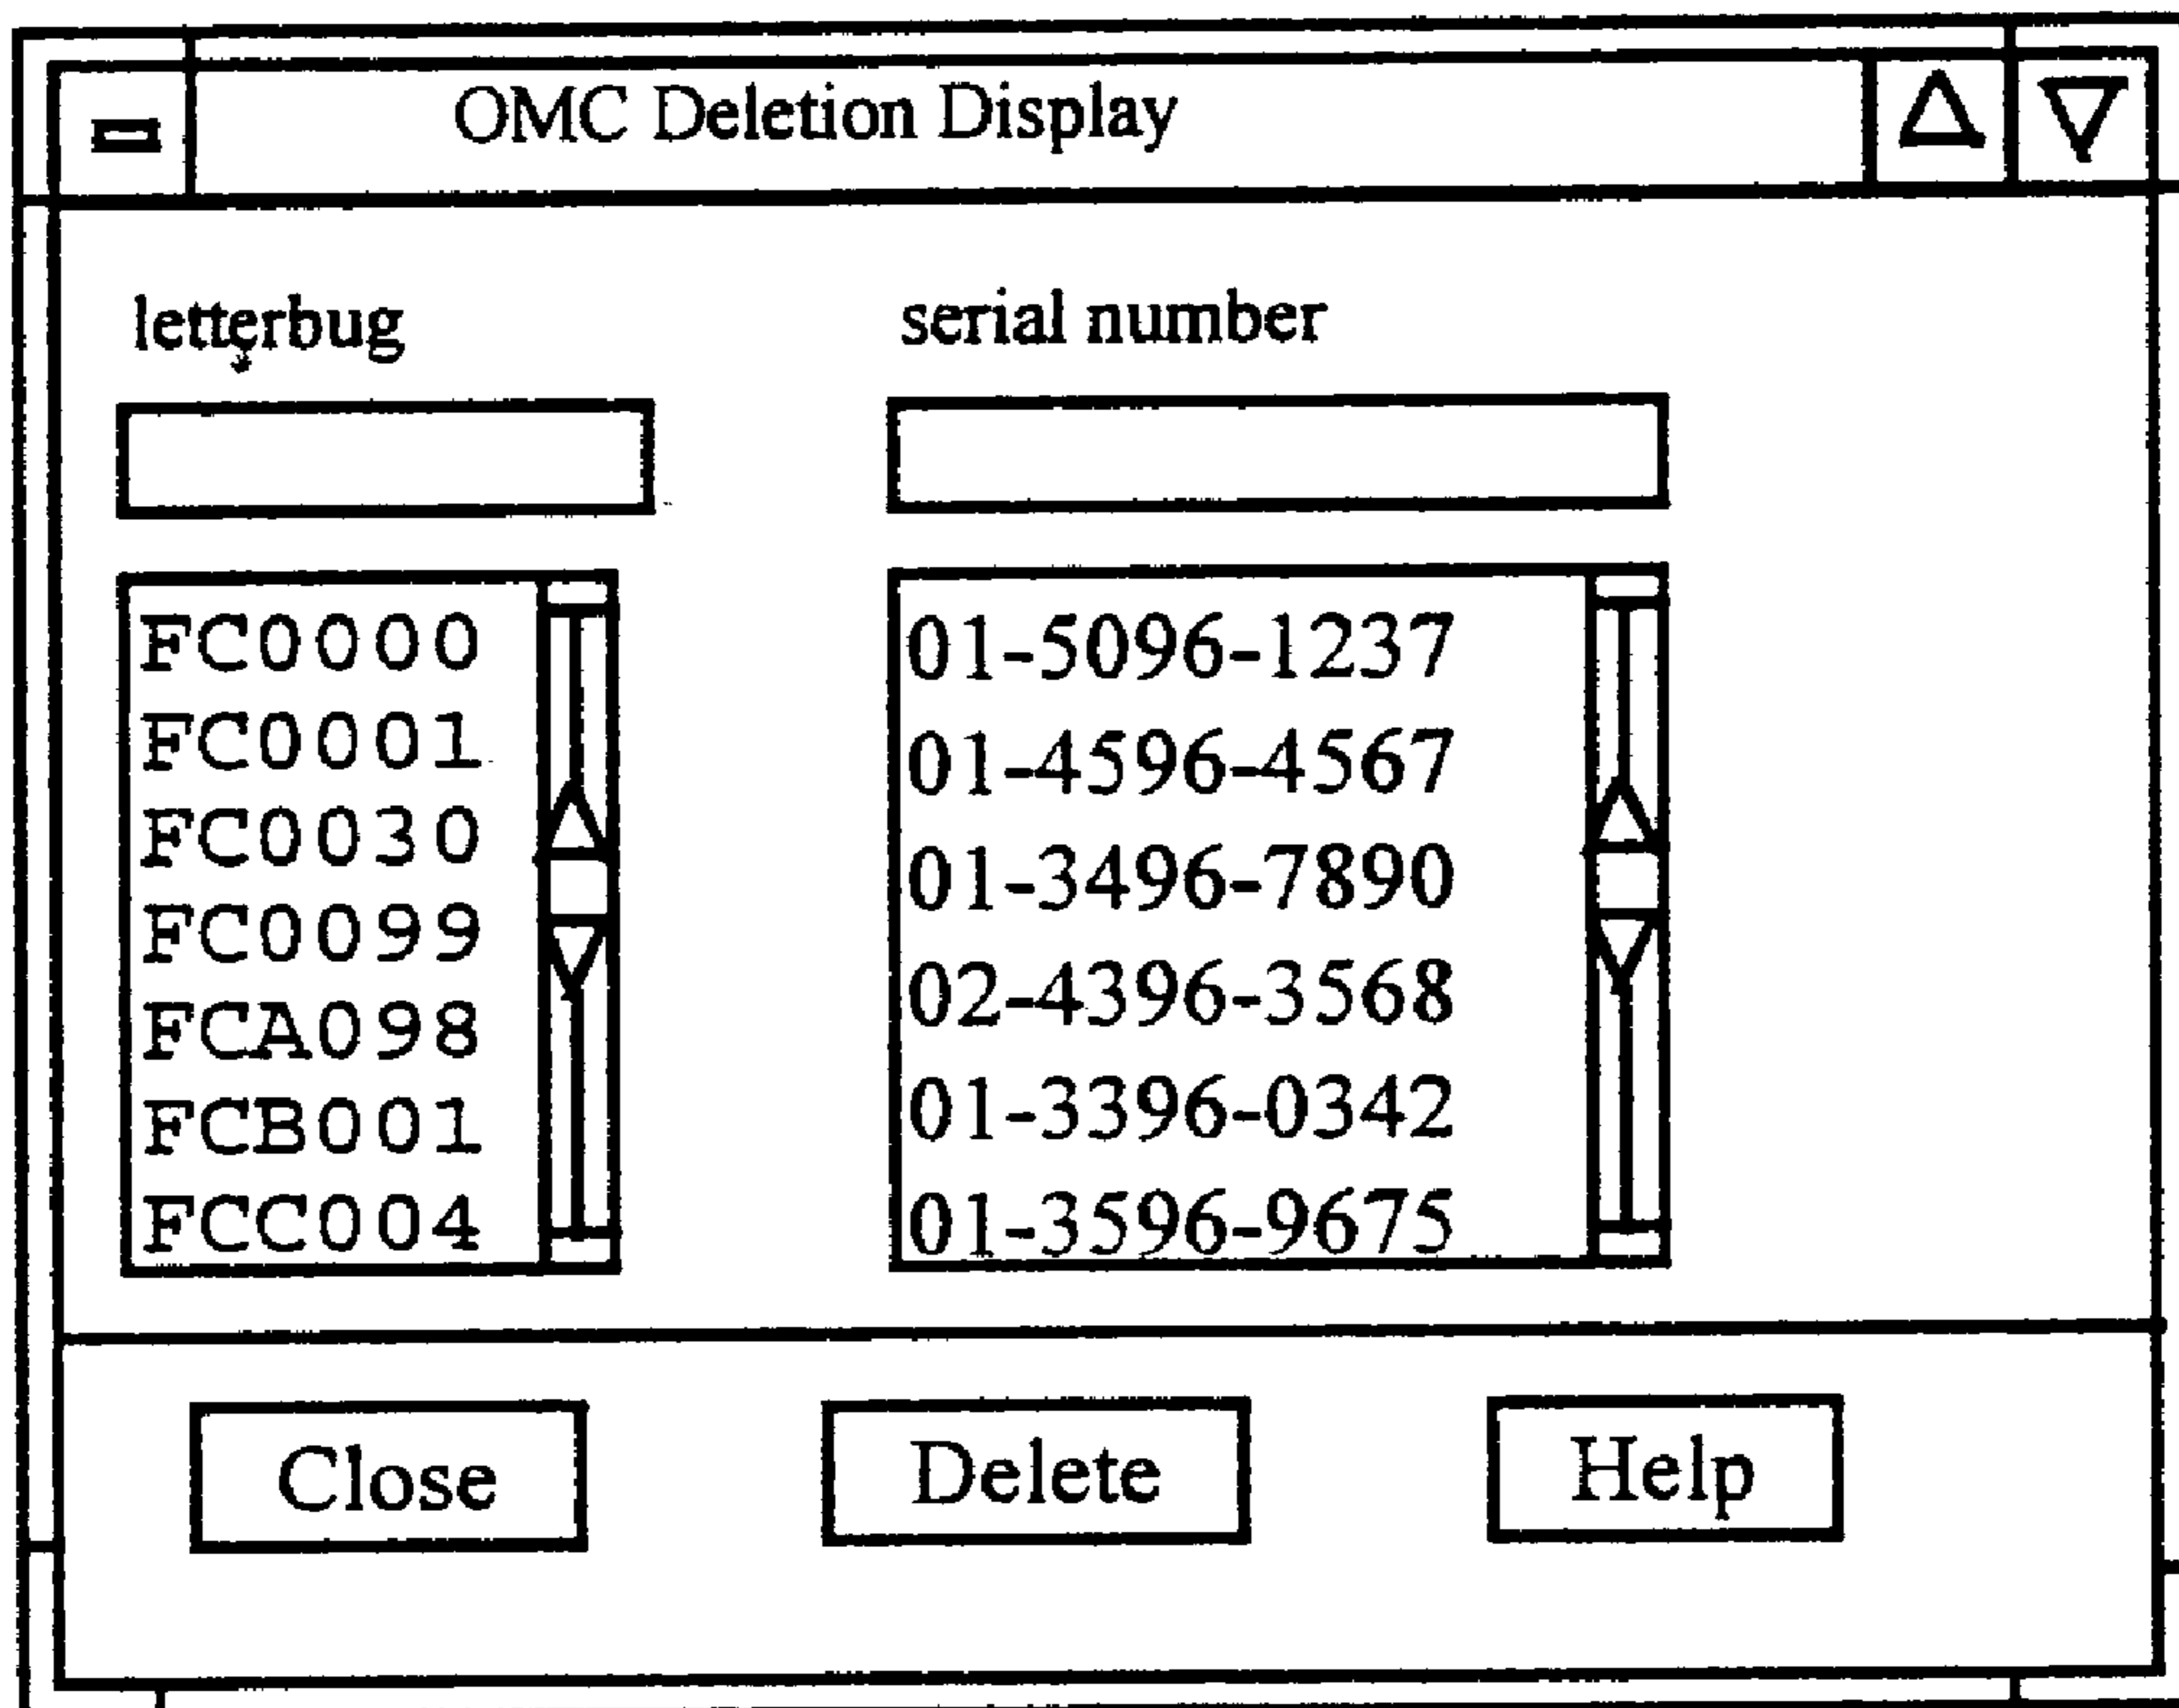 OMC Deletion Display
letterbug
serial number
FC0000
FC0001
FC0030
FC0099
FCA098
FCB001
FCC004
01-5096-1237
01-4596-4567
01-3496-7890
02-4396-3568
01-3396-0342
01-3596-9675
Close
Delete
Help